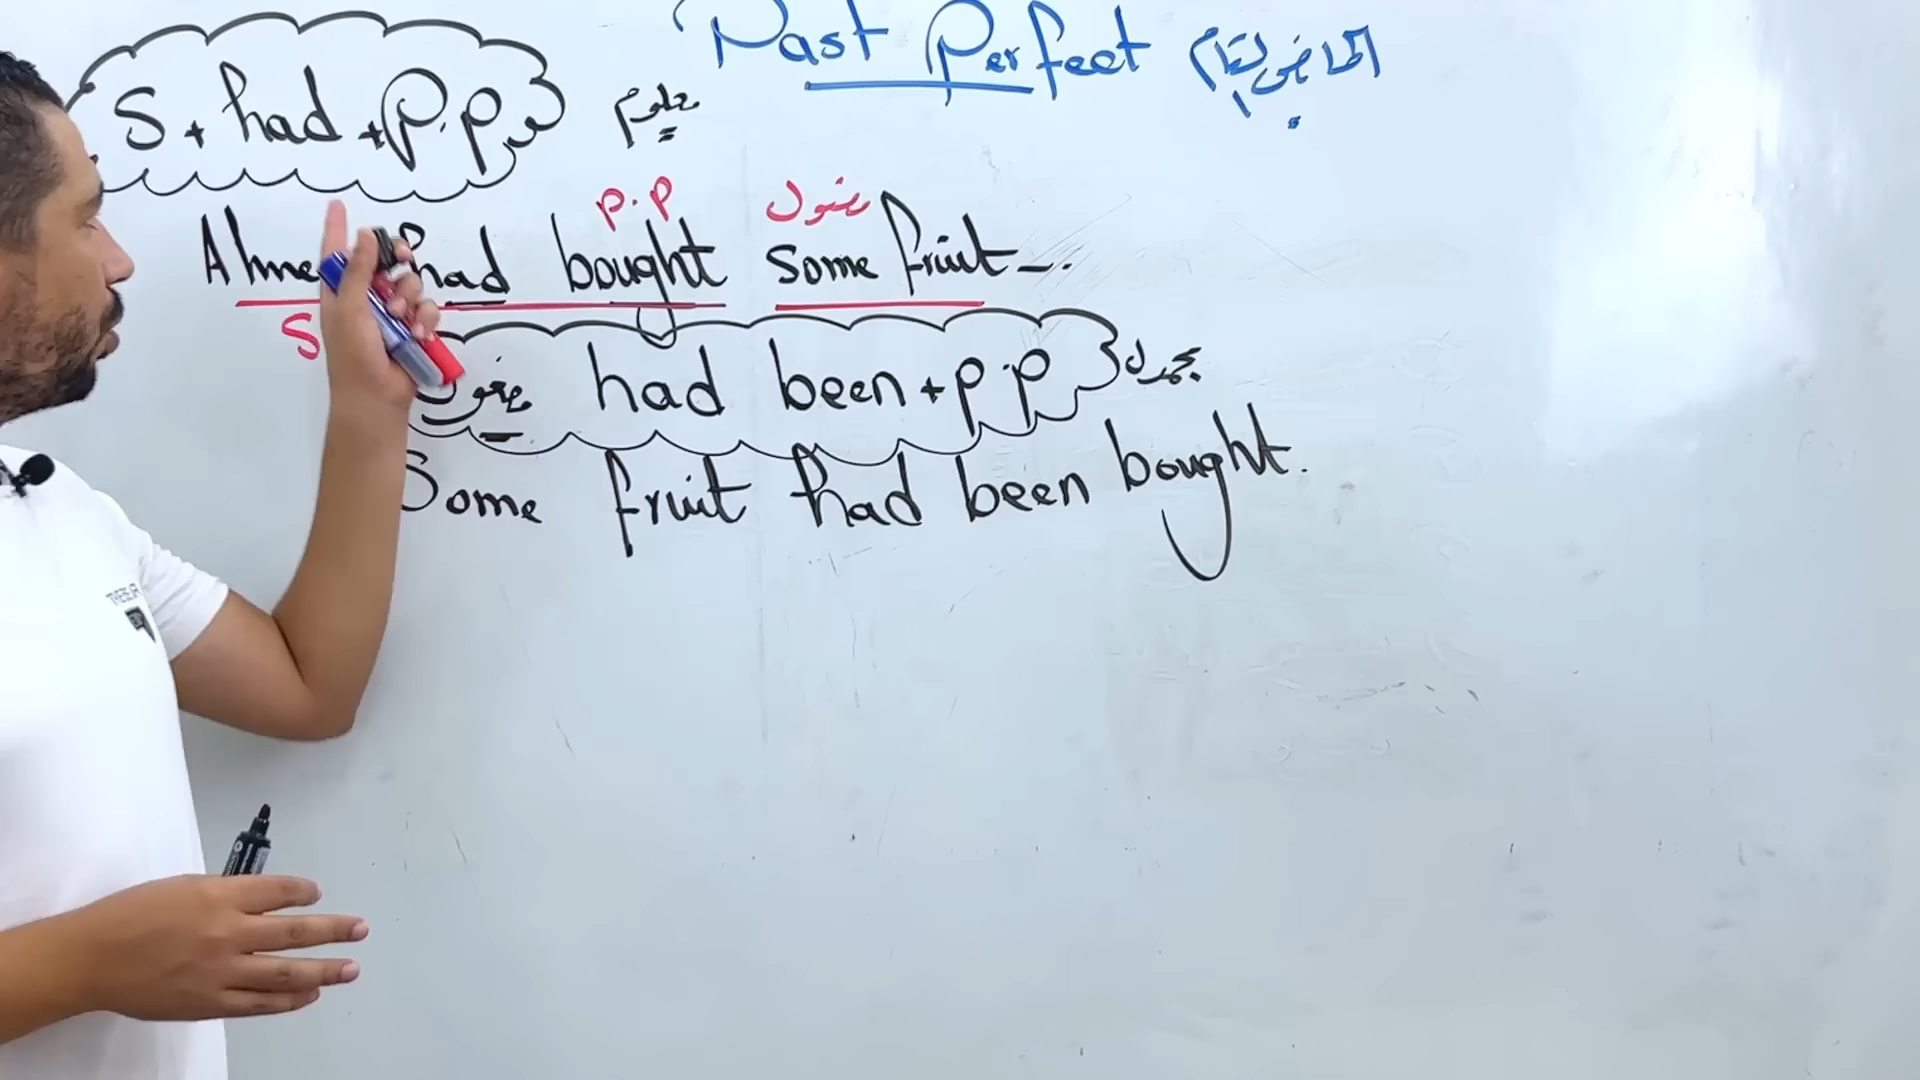 Past Perfect الماضي التام
S + had + P.P معلوم
P.P مفعول
Ahme had bought some fruit ---.
S
مفعول had been + P.P مجهول
Some fruit had been bought.